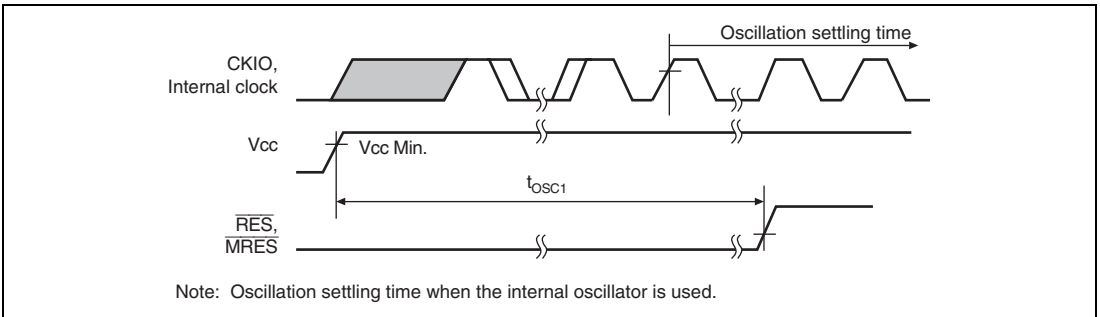 Oscillation settling time
CKIO,
Internal clock
Vcc
Vcc Min.
tOSC1
RES,
MRES
Note: Oscillation settling time when the internal oscillator is used.